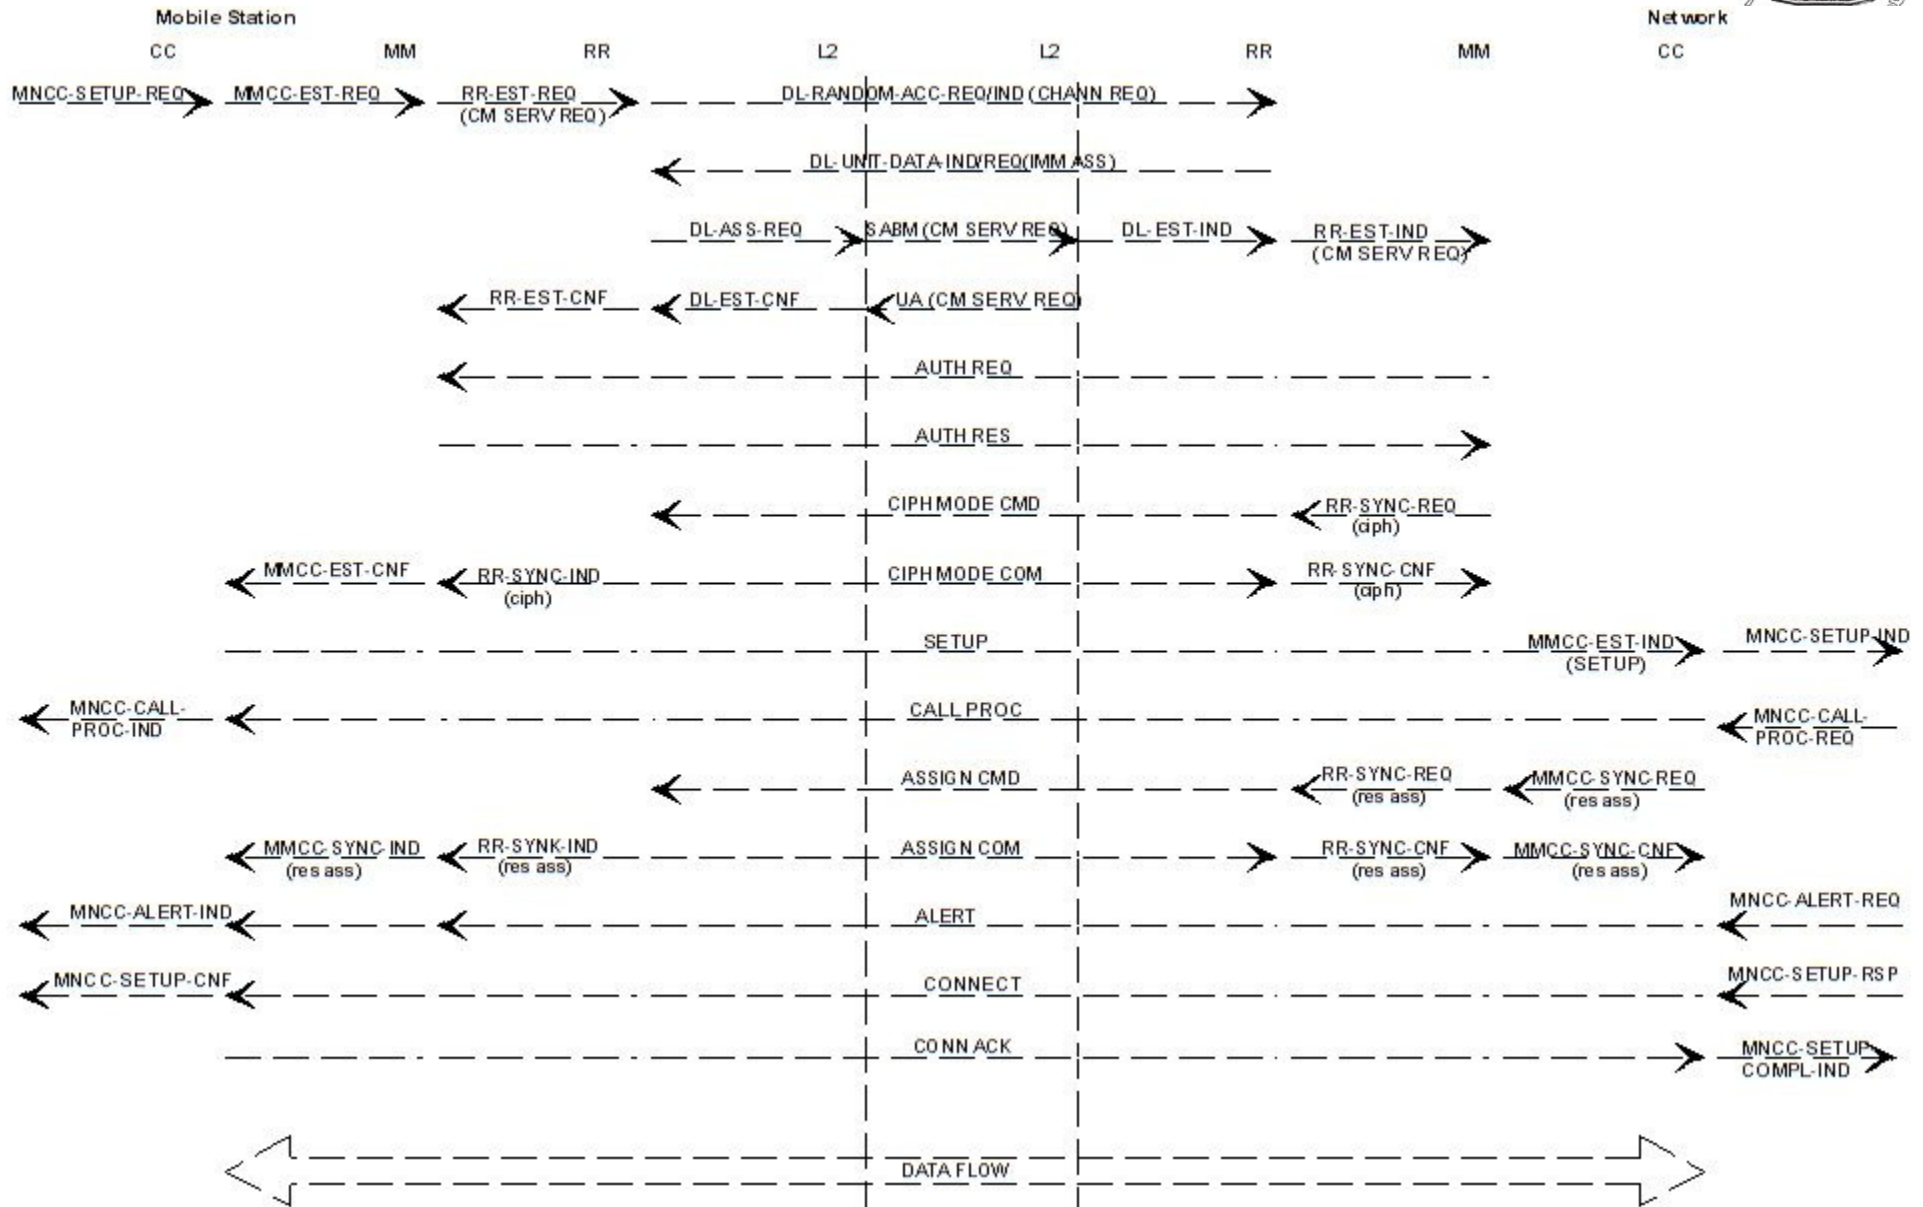 Mobile Station Network
CC MM RR L2 L2 RR MM CC
MNCC-SETUP-REQ MMCC-EST-REQ RR-EST-REQ DL-RANDOM-ACC-REQ/IND (CHANN REQ)
(CM SERV REQ)
DL-UNIT-DATA-IND/REQ(IMM ASS)
DL-ASS-REQ SABM (CM SERV REQ) DL-EST-IND RR-EST-IND
(CM SERV REQ)
RR-EST-CNF DL-EST-CNF UA (CM SERV REQ)
AUTH REQ
AUTH RES
CIPH MODE CMD RR-SYNC-REQ
(ciph)
MMCC-EST-CNF RR-SYNC-IND CIPH MODE COM RR-SYNC-CNF
(ciph) (ciph)
SETUP MMCC-EST-IND MNCC-SETUP-IND
(SETUP)
MNCC-CALL- CALL PROC MNCC-CALL-
PROC-IND PROC-REQ
ASSIGN CMD RR-SYNC-REQ MMCC-SYNC-REQ
(res ass) (res ass)
MMCC-SYNC-IND RR-SYNK-IND ASSIGN COM RR-SYNC-CNF MMCC-SYNC-CNF
(res ass) (res ass) (res ass) (res ass)
MNCC-ALERT-IND ALERT MNCC-ALERT-REQ
MNCC-SETUP-CNF CONNECT MNCC-SETUP-RSP
CONN ACK MNCC-SETUP
COMPL-IND
DATA FLOW